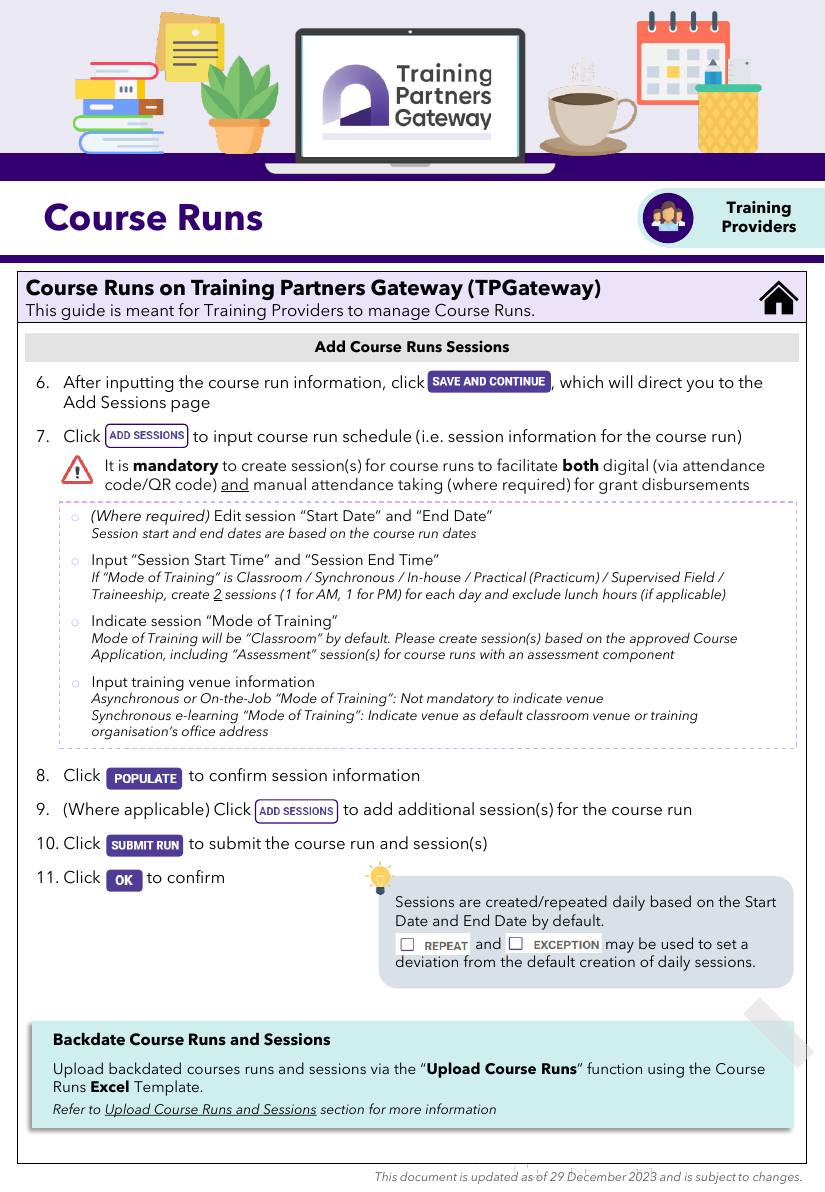 Training
Partners
Gateway
Course Runs
Training
Providers
Course Runs on Training Partners Gateway (TPGateway)
This guide is meant for Training Providers to manage Course Runs.
Add Course Runs Sessions
6. After inputting the course run information, click SAVE AND CONTINUE, which will direct you to the
Add Sessions page
7. Click ADD SESSIONS to input course run schedule (i.e. session information for the course run)
It is mandatory to create session(s) for course runs to facilitate both digital (via attendance
code/QR code) and manual attendance taking (where required) for grant disbursements
○ (Where required) Edit session “Start Date” and “End Date”
Session start and end dates are based on the course run dates
○ Input “Session Start Time” and “Session End Time”
If “Mode of Training” is Classroom / Synchronous / In-house / Practical (Practicum) / Supervised Field /
Traineeship, create 2 sessions (1 for AM, 1 for PM) for each day and exclude lunch hours (if applicable)
○ Indicate session “Mode of Training”
Mode of Training will be “Classroom” by default. Please create session(s) based on the approved Course
Application, including “Assessment” session(s) for course runs with an assessment component
○ Input training venue information
Asynchronous or On-the-Job “Mode of Training”: Not mandatory to indicate venue
Synchronous e-learning “Mode of Training”: Indicate venue as default classroom venue or training
organisation’s office address
8. Click POPULATE to confirm session information
9. (Where applicable) Click ADD SESSIONS to add additional session(s) for the course run
10. Click SUBMIT RUN to submit the course run and session(s)
11. Click OK to confirm
Sessions are created/repeated daily based on the Start
Date and End Date by default.
REPEAT and EXCEPTION may be used to set a
deviation from the default creation of daily sessions.
Backdate Course Runs and Sessions
Upload backdated courses runs and sessions via the “Upload Course Runs” function using the Course
Runs Excel Template.
Refer to Upload Course Runs and Sessions section for more information
This document is updated as of 29 December 2023 and is subject to changes.